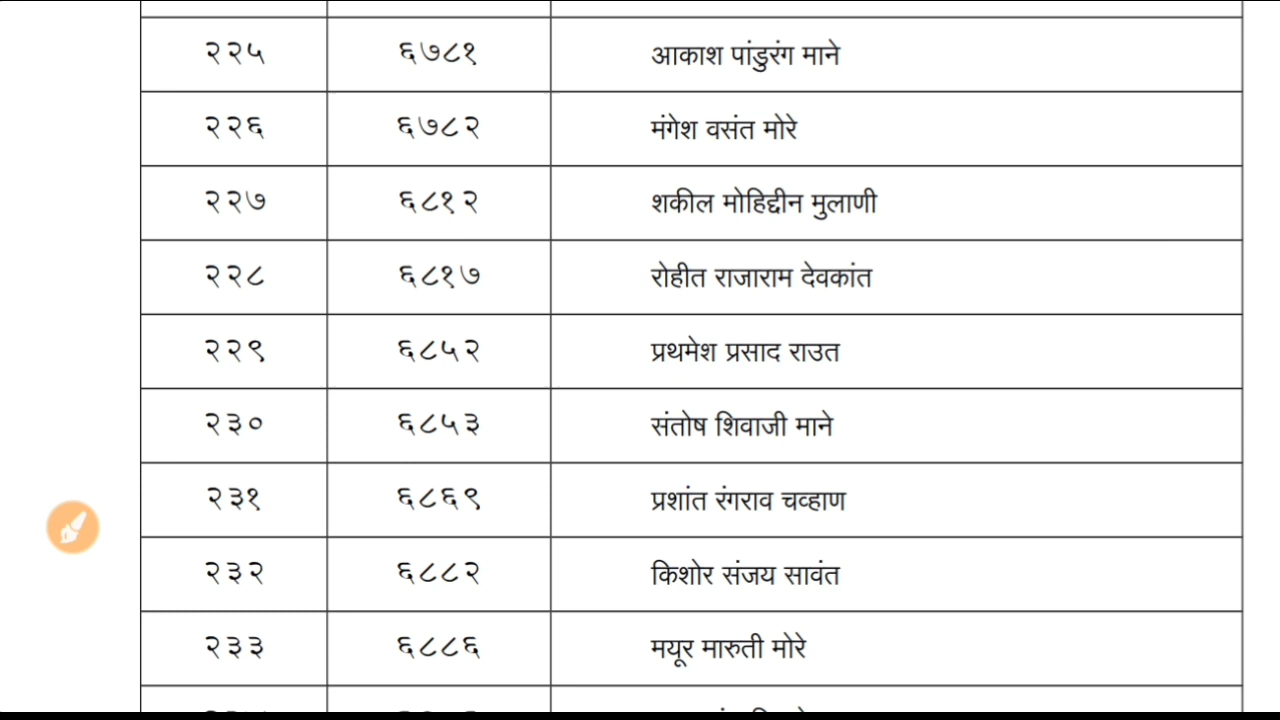 २२५ ६७८१ आकाश पांडुरंग माने
२२६ ६७८२ मंगेश वसंत मोरे
२२७ ६८१२ शकील मोहिद्दीन मुलाणी
२२८ ६८१७ रोहीत राजाराम देवकांत
२२९ ६८५२ प्रथमेश प्रसाद राउत
२३० ६८५३ संतोष शिवाजी माने
२३१ ६८६९ प्रशांत रंगराव चव्हाण
२३२ ६८८२ किशोर संजय सावंत
२३३ ६८८६ मयूर मारुती मोरे